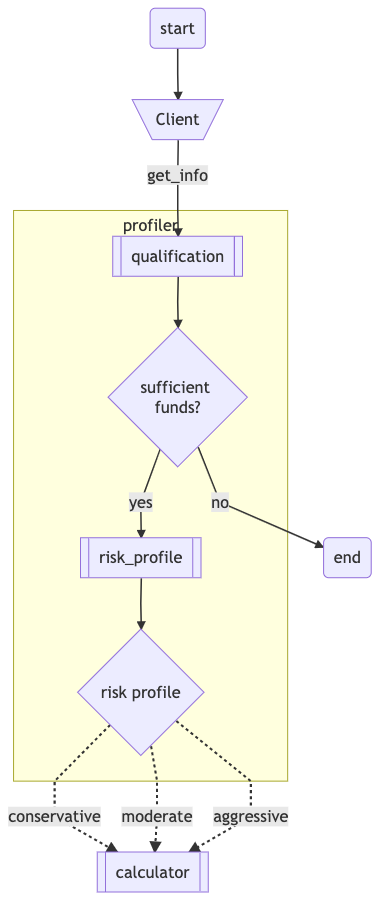 start
Client
get_info
profiler
qualification
sufficient
funds?
yes
no
risk_profile
end
risk profile
conservative
moderate
aggressive
calculator